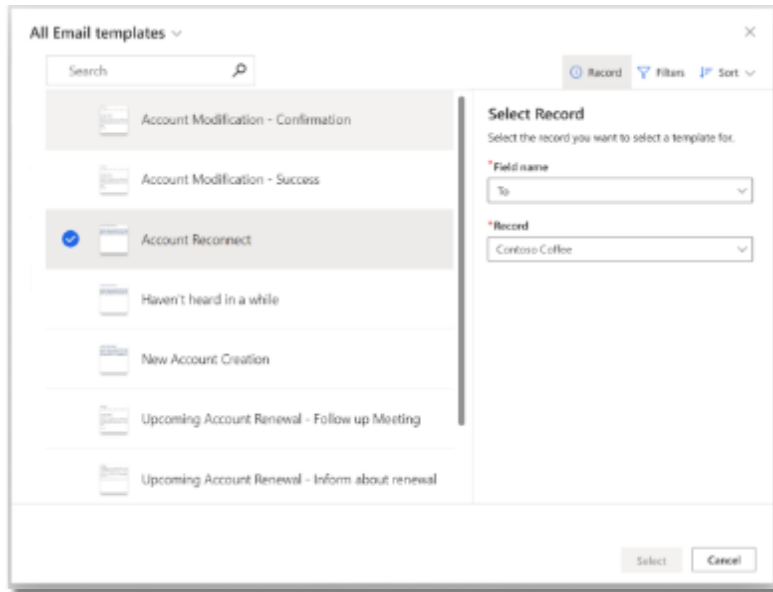 All Email templates
Search
Record Filters Sort
Account Modification - Confirmation
Account Modification - Success
Account Reconnect
Haven't heard in a while
New Account Creation
Upcoming Account Renewal - Follow up Meeting
Upcoming Account Renewal - Inform about renewal
Select Record
Select the record you want to select a template for.
*Field name
To
*Record
Contoso Coffee
Select Cancel